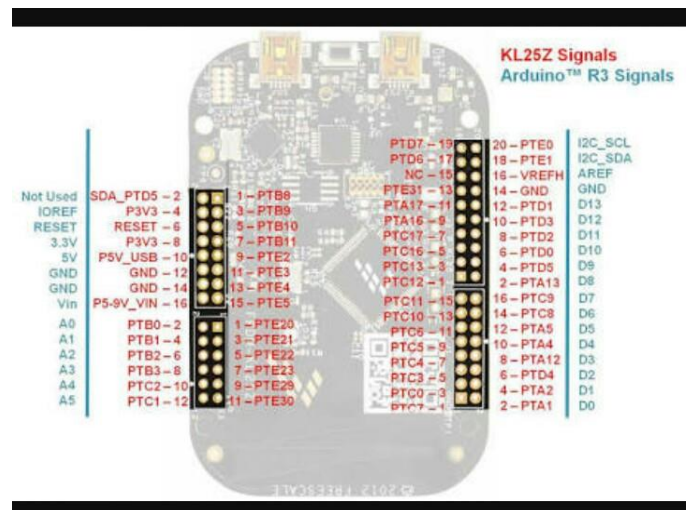 KL25Z Signals
Arduino™ R3 Signals
Not Used SDA_PTD5 – 2 1 – PTB8
IOREF P3V3 – 4 3 – PTB9
RESET RESET – 6 5 – PTB10
3.3V P3V3 – 8 7 – PTB11
5V P5V_USB – 10 9 – PTE2
GND GND – 12 11 – PTE3
GND GND – 14 13 – PTE4
Vin P5-9V_VIN – 16 15 – PTE5
A0 PTB0 – 2 1 – PTE20
A1 PTB1 – 4 3 – PTE21
A2 PTB2 – 6 5 – PTE22
A3 PTB3 – 8 7 – PTE23
A4 PTC2 – 10 9 – PTE29
A5 PTC1 – 12 11 – PTE30
PTD7 – 19 20 – PTE0 I2C_SCL
PTD6 – 17 18 – PTE1 I2C_SDA
NC – 15 16 – VREFH AREF
PTE31 – 13 14 – GND GND
PTA17 – 11 12 – PTD1 D13
PTA16 – 9 10 – PTD3 D12
PTC17 – 7 8 – PTD2 D11
PTC16 – 5 6 – PTD0 D10
PTC13 – 3 4 – PTD5 D9
PTC12 – 1 2 – PTA13 D8
PTC11 – 15 16 – PTC9 D7
PTC10 – 13 14 – PTC8 D6
PTC6 – 11 12 – PTA5 D5
PTC5 – 9 10 – PTA4 D4
PTC4 – 7 8 – PTA12 D3
PTC3 – 5 6 – PTD4 D2
PTC0 – 3 4 – PTA2 D1
PTC7 – 1 2 – PTA1 D0
© 2012 FREESCALE